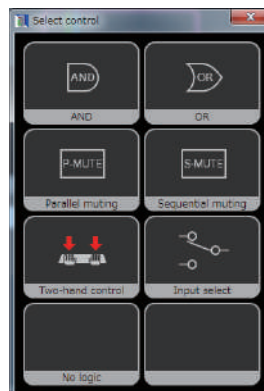 Select control
AND OR
AND OR
P-MUTE S-MUTE
Parallel muting Sequential muting
Two-hand control Input select
No logic